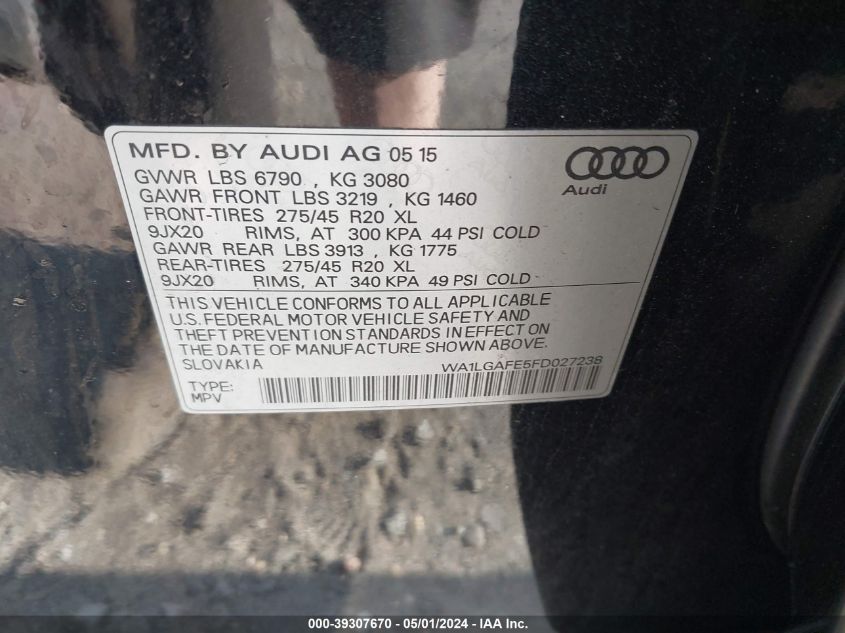 MFD. BY AUDI AG 05 15
GVWR LBS 6790 , KG 3080
GAWR FRONT LBS 3219 , KG 1460
FRONT-TIRES 275/45 R20 XL
9JX20 RIMS, AT 300 KPA 44 PSI COLD
GAWR REAR LBS 3913 , KG 1775
REAR-TIRES 275/45 R20 XL
9JX20 RIMS, AT 340 KPA 49 PSI COLD
Audi
THIS VEHICLE CONFORMS TO ALL APPLICABLE
U.S. FEDERAL MOTOR VEHICLE SAFETY AND
THEFT PREVENTION STANDARDS IN EFFECT ON
THE DATE OF MANUFACTURE SHOWN ABOVE.
SLOVAKIA WA1LGAFE5FD027238
TYPE:
MPV
000-39307670 - 05/01/2024 - IAA Inc.